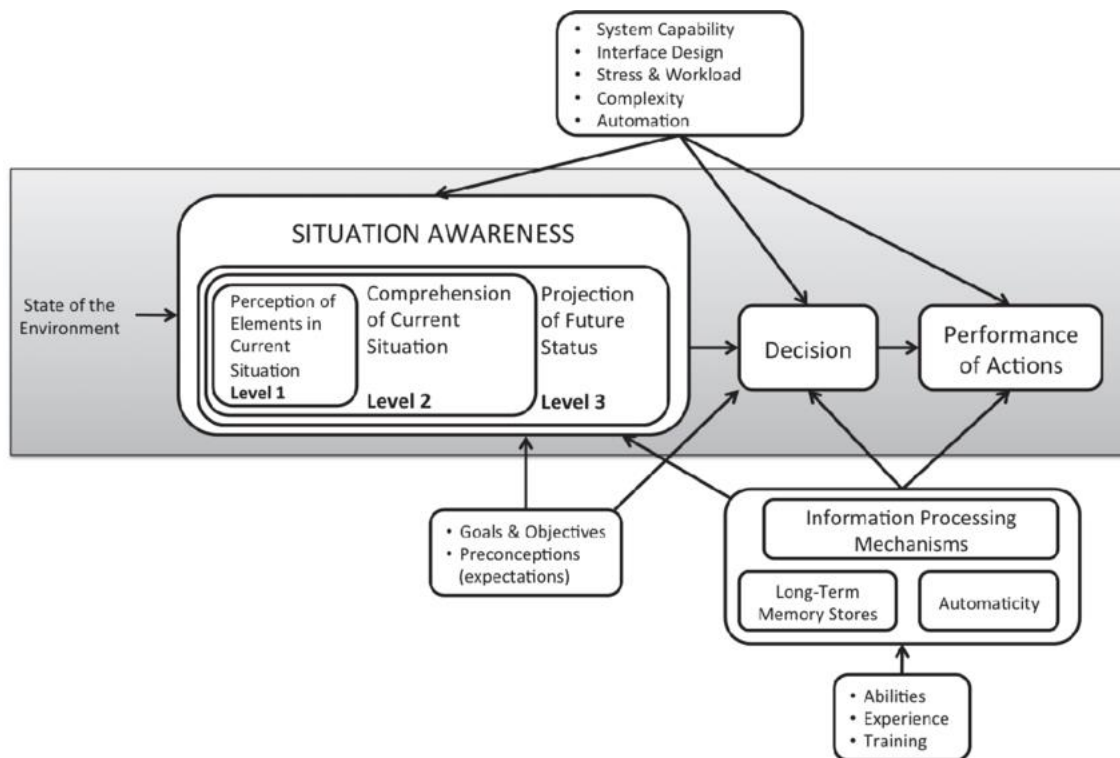 • System Capability
• Interface Design
• Stress & Workload
• Complexity
• Automation
SITUATION AWARENESS
State of the
Environment
Perception of
Elements in
Current
Situation
Level 1
Comprehension
of Current
Situation
Level 2
Projection
of Future
Status
Level 3
Decision
Performance
of Actions
• Goals & Objectives
• Preconceptions
(expectations)
Information Processing
Mechanisms
Long-Term
Memory Stores
Automaticity
• Abilities
• Experience
• Training